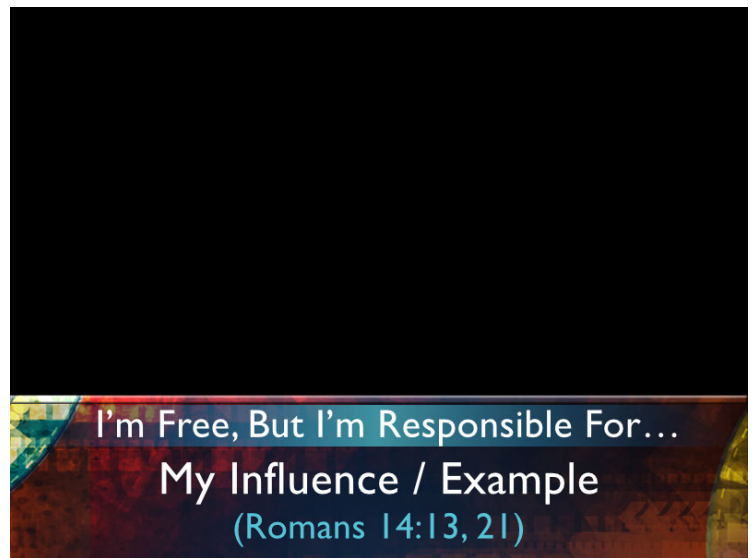 I’m Free, But I’m Responsible For…
My Influence / Example
(Romans 14:13, 21)